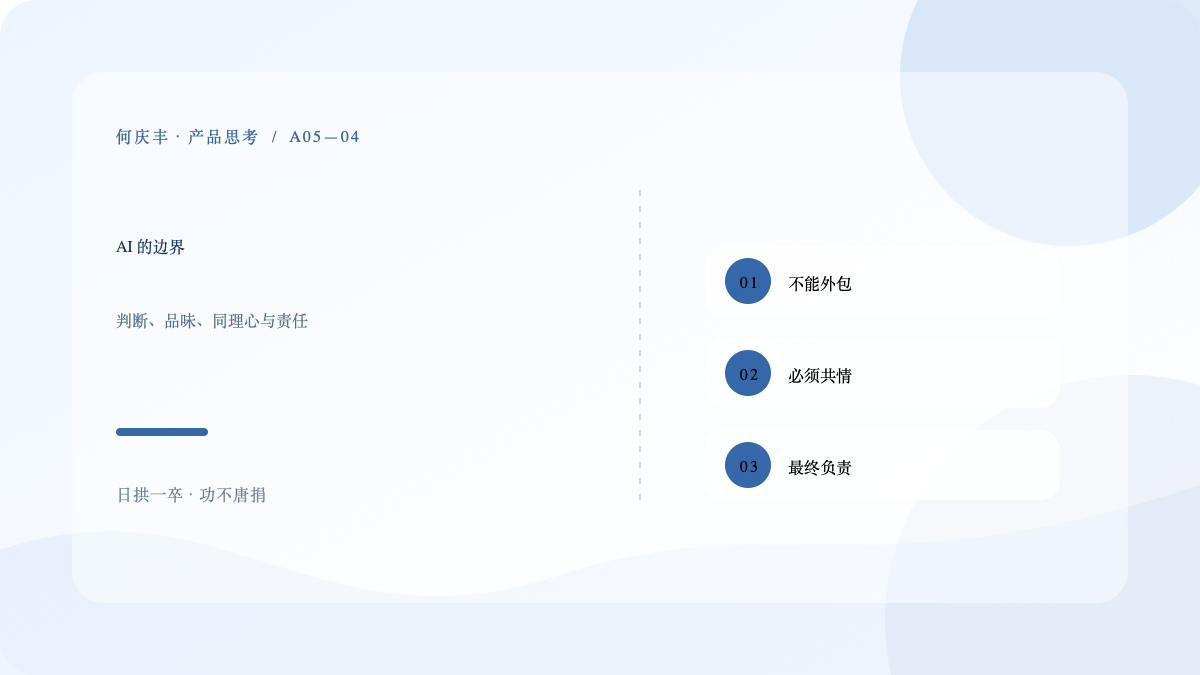 何庆丰 · 产品思考 / A05—04
AI 的边界
判断、品味、同理心与责任
日拱一卒 · 功不唐捐
01 不能外包
02 必须共情
03 最终负责